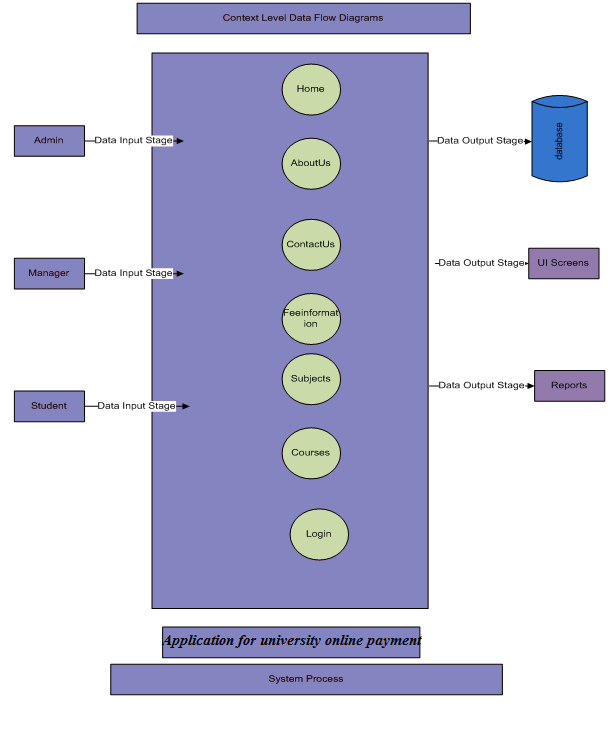 Context Level Data Flow Diagrams
Home
Admin
Data Input Stage
Data Output Stage
database
AboutUs
ContactUs
Manager
Data Input Stage
Data Output Stage
UI Screens
Feeinformat
ion
Subjects
Student
Data Input Stage
Data Output Stage
Reports
Courses
Login
Application for university online payment
System Process